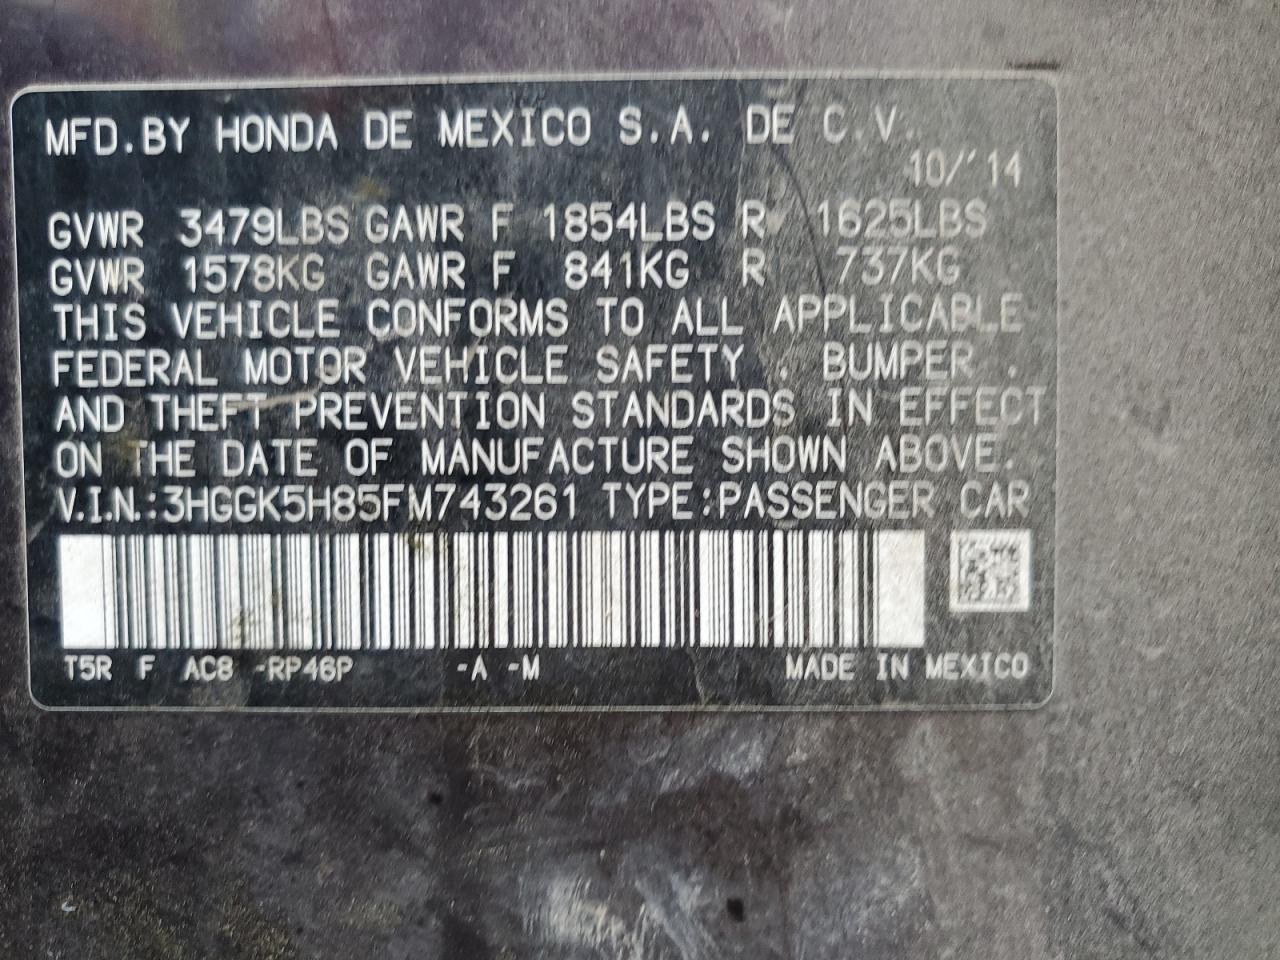 MFD.BY HONDA DE MEXICO S.A. DE C.V.
10/'14
GVWR 3479LBS GAWR F 1854LBS R 1625LBS
GVWR 1578KG GAWR F 841KG R 737KG
THIS VEHICLE CONFORMS TO ALL APPLICABLE
FEDERAL MOTOR VEHICLE SAFETY , BUMPER ,
AND THEFT PREVENTION STANDARDS IN EFFECT
ON THE DATE OF MANUFACTURE SHOWN ABOVE.
V.I.N.:3HGGK5H85FM743261 TYPE:PASSENGER CAR
T5R F AC8 -RP46P -A -M MADE IN MEXICO